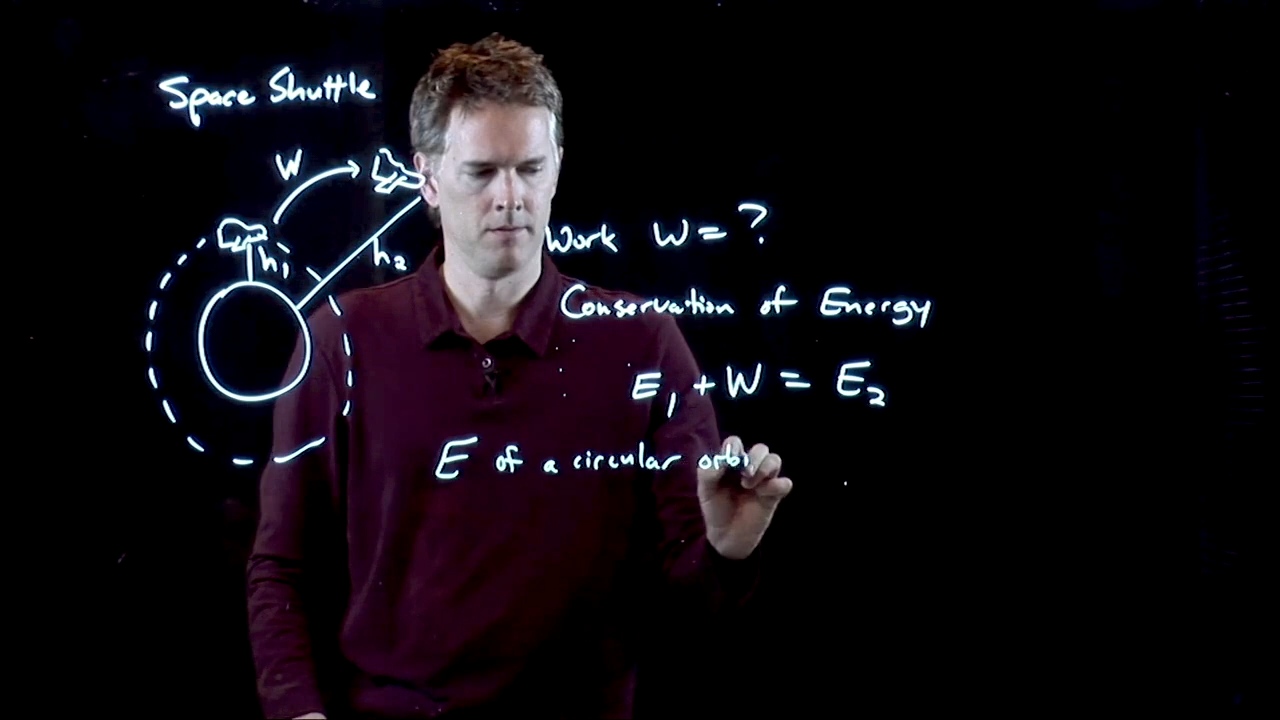 Space Shuttle
W
h₁
h₂
Work W = ?
Conservation of Energy
E₁ + W = E₂
E of a circular orbi